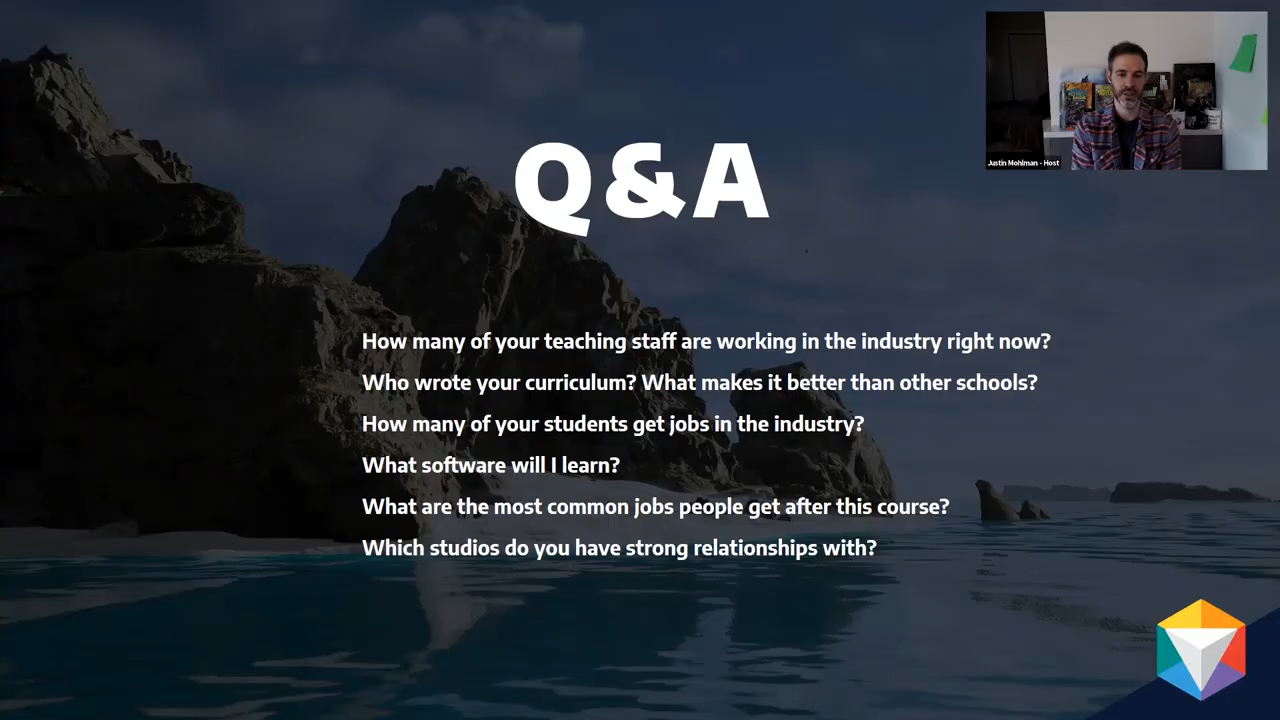 Q&A
Justin Mohlman - Host
How many of your teaching staff are working in the industry right now?
Who wrote your curriculum? What makes it better than other schools?
How many of your students get jobs in the industry?
What software will I learn?
What are the most common jobs people get after this course?
Which studios do you have strong relationships with?